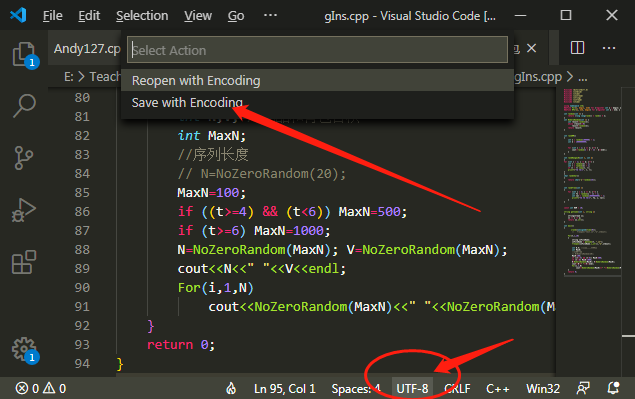 File
gIns.cpp - Visual Studio Code [...
Andy127.cp
Select Action
E: > Teach
gIns.cpp > ...
Reopen with Encoding
Save with Encoding
80
81
82 int MaxN;
83 //序列长度
84 // N=NoZeroRandom(20);
85 MaxN=100;
86 if ((t>=4) && (t<6)) MaxN=500;
87 if (t>=6) MaxN=1000;
88 N=NoZeroRandom(MaxN); V=NoZeroRandom(MaxN);
89 cout<<N<<" "<<V<<endl;
90 For(i,1,N)
91 cout<<NoZeroRandom(MaxN)<<" "<<NoZeroRandom(Ma
92 }
93 return 0;
94 }
1
1
0 0
Ln 95, Col 1
Spaces: 4
UTF-8
CRLF
C++
Win32